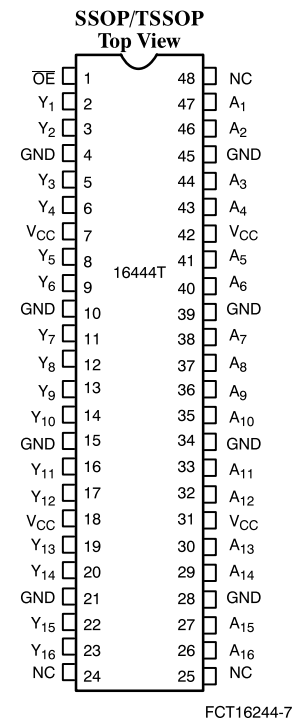 SSOP/TSSOP
Top View
OE 1 48 NC
Y1 2 47 A1
Y2 3 46 A2
GND 4 45 GND
Y3 5 44 A3
Y4 6 43 A4
VCC 7 42 VCC
Y5 8 41 A5
16444T
Y6 9 40 A6
GND 10 39 GND
Y7 11 38 A7
Y8 12 37 A8
Y9 13 36 A9
Y10 14 35 A10
GND 15 34 GND
Y11 16 33 A11
Y12 17 32 A12
VCC 18 31 VCC
Y13 19 30 A13
Y14 20 29 A14
GND 21 28 GND
Y15 22 27 A15
Y16 23 26 A16
NC 24 25 NC
FCT16244-7